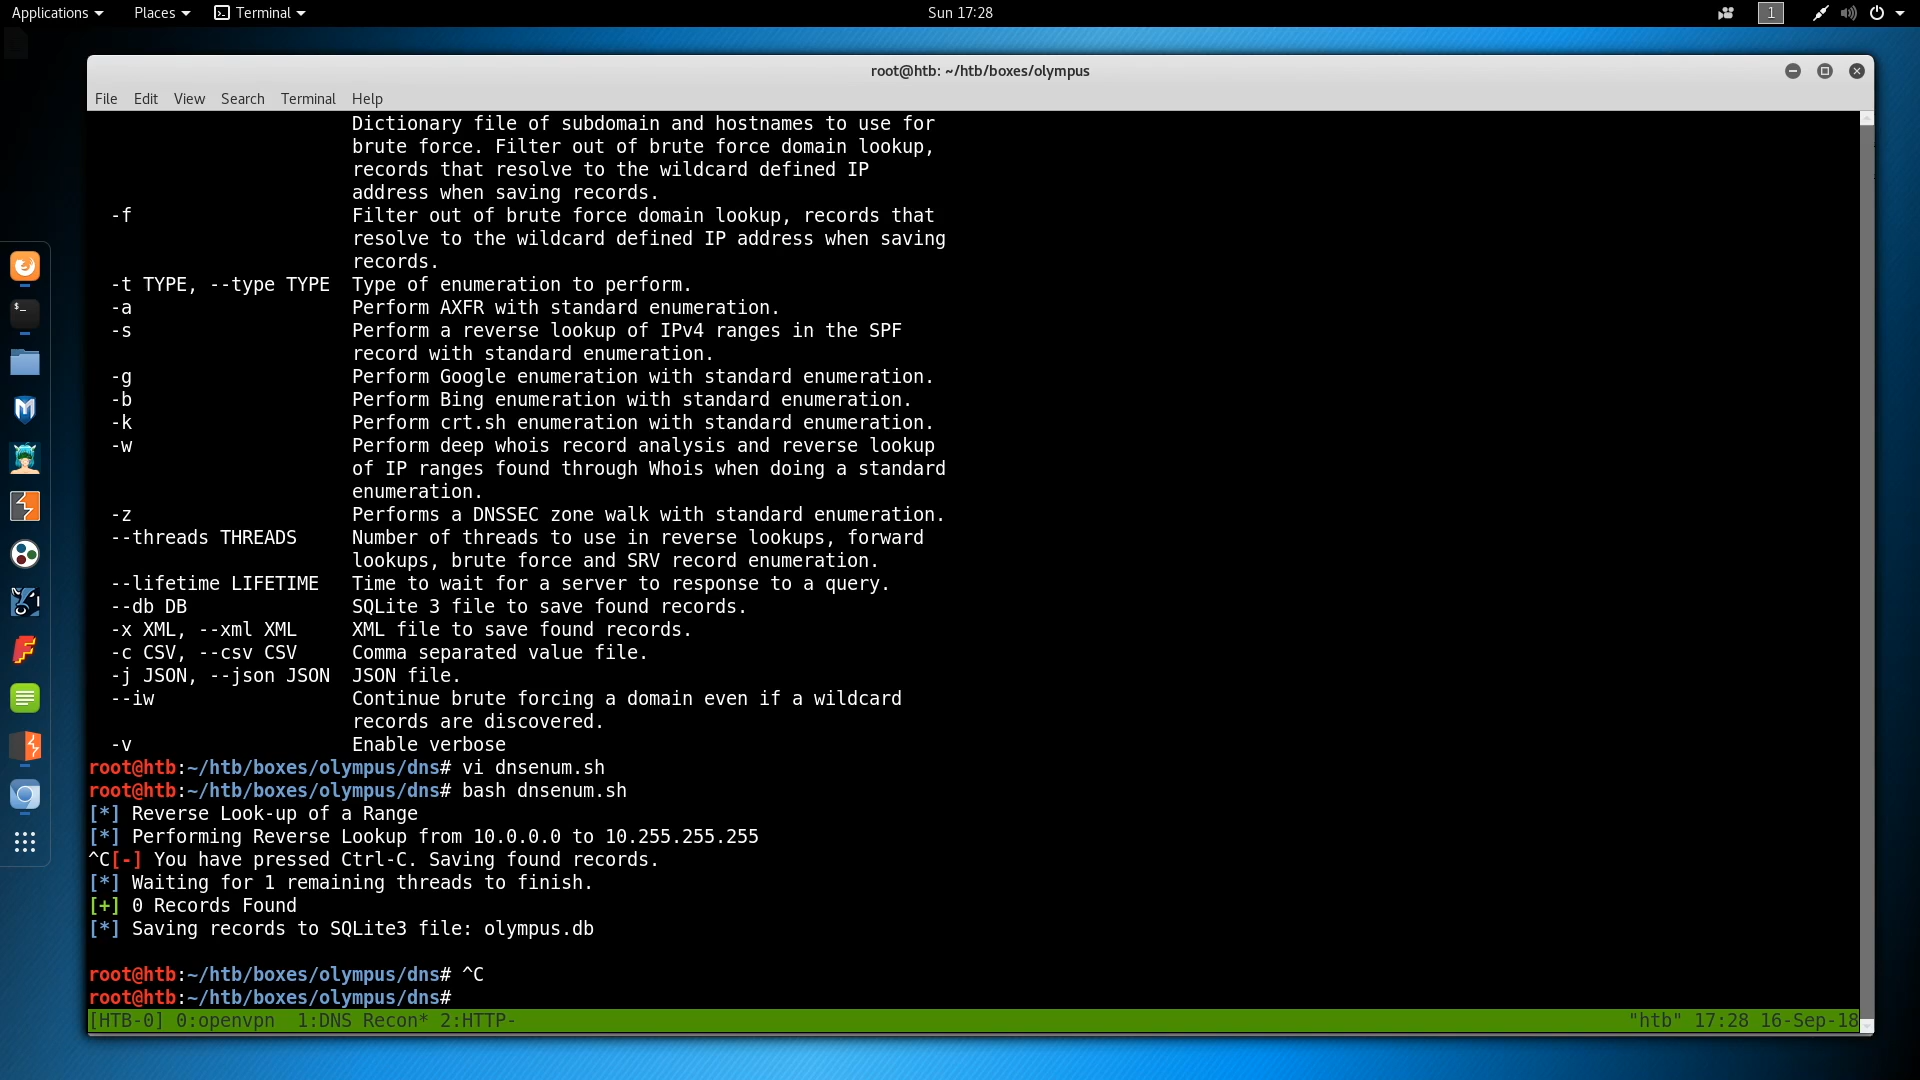 Applications Places Terminal Sun 17:28 1
root@htb: ~/htb/boxes/olympus
File Edit View Search Terminal Help
Dictionary file of subdomain and hostnames to use for
brute force. Filter out of brute force domain lookup,
records that resolve to the wildcard defined IP
address when saving records.
-f Filter out of brute force domain lookup, records that
resolve to the wildcard defined IP address when saving
records.
-t TYPE, --type TYPE Type of enumeration to perform.
-a Perform AXFR with standard enumeration.
-s Perform a reverse lookup of IPv4 ranges in the SPF
record with standard enumeration.
-g Perform Google enumeration with standard enumeration.
-b Perform Bing enumeration with standard enumeration.
-k Perform crt.sh enumeration with standard enumeration.
-w Perform deep whois record analysis and reverse lookup
of IP ranges found through Whois when doing a standard
enumeration.
-z Performs a DNSSEC zone walk with standard enumeration.
--threads THREADS Number of threads to use in reverse lookups, forward
lookups, brute force and SRV record enumeration.
--lifetime LIFETIME Time to wait for a server to response to a query.
--db DB SQLite 3 file to save found records.
-x XML, --xml XML XML file to save found records.
-c CSV, --csv CSV Comma separated value file.
-j JSON, --json JSON JSON file.
--iw Continue brute forcing a domain even if a wildcard
records are discovered.
-v Enable verbose
root@htb:~/htb/boxes/olympus/dns# vi dnsenum.sh
root@htb:~/htb/boxes/olympus/dns# bash dnsenum.sh
[*] Reverse Look-up of a Range
[*] Performing Reverse Lookup from 10.0.0.0 to 10.255.255.255
^C[-] You have pressed Ctrl-C. Saving found records.
[*] Waiting for 1 remaining threads to finish.
[+] 0 Records Found
[*] Saving records to SQLite3 file: olympus.db
root@htb:~/htb/boxes/olympus/dns# ^C
root@htb:~/htb/boxes/olympus/dns#
[HTB-0] 0:openvpn 1:DNS Recon* 2:HTTP- "htb" 17:28 16-Sep-18